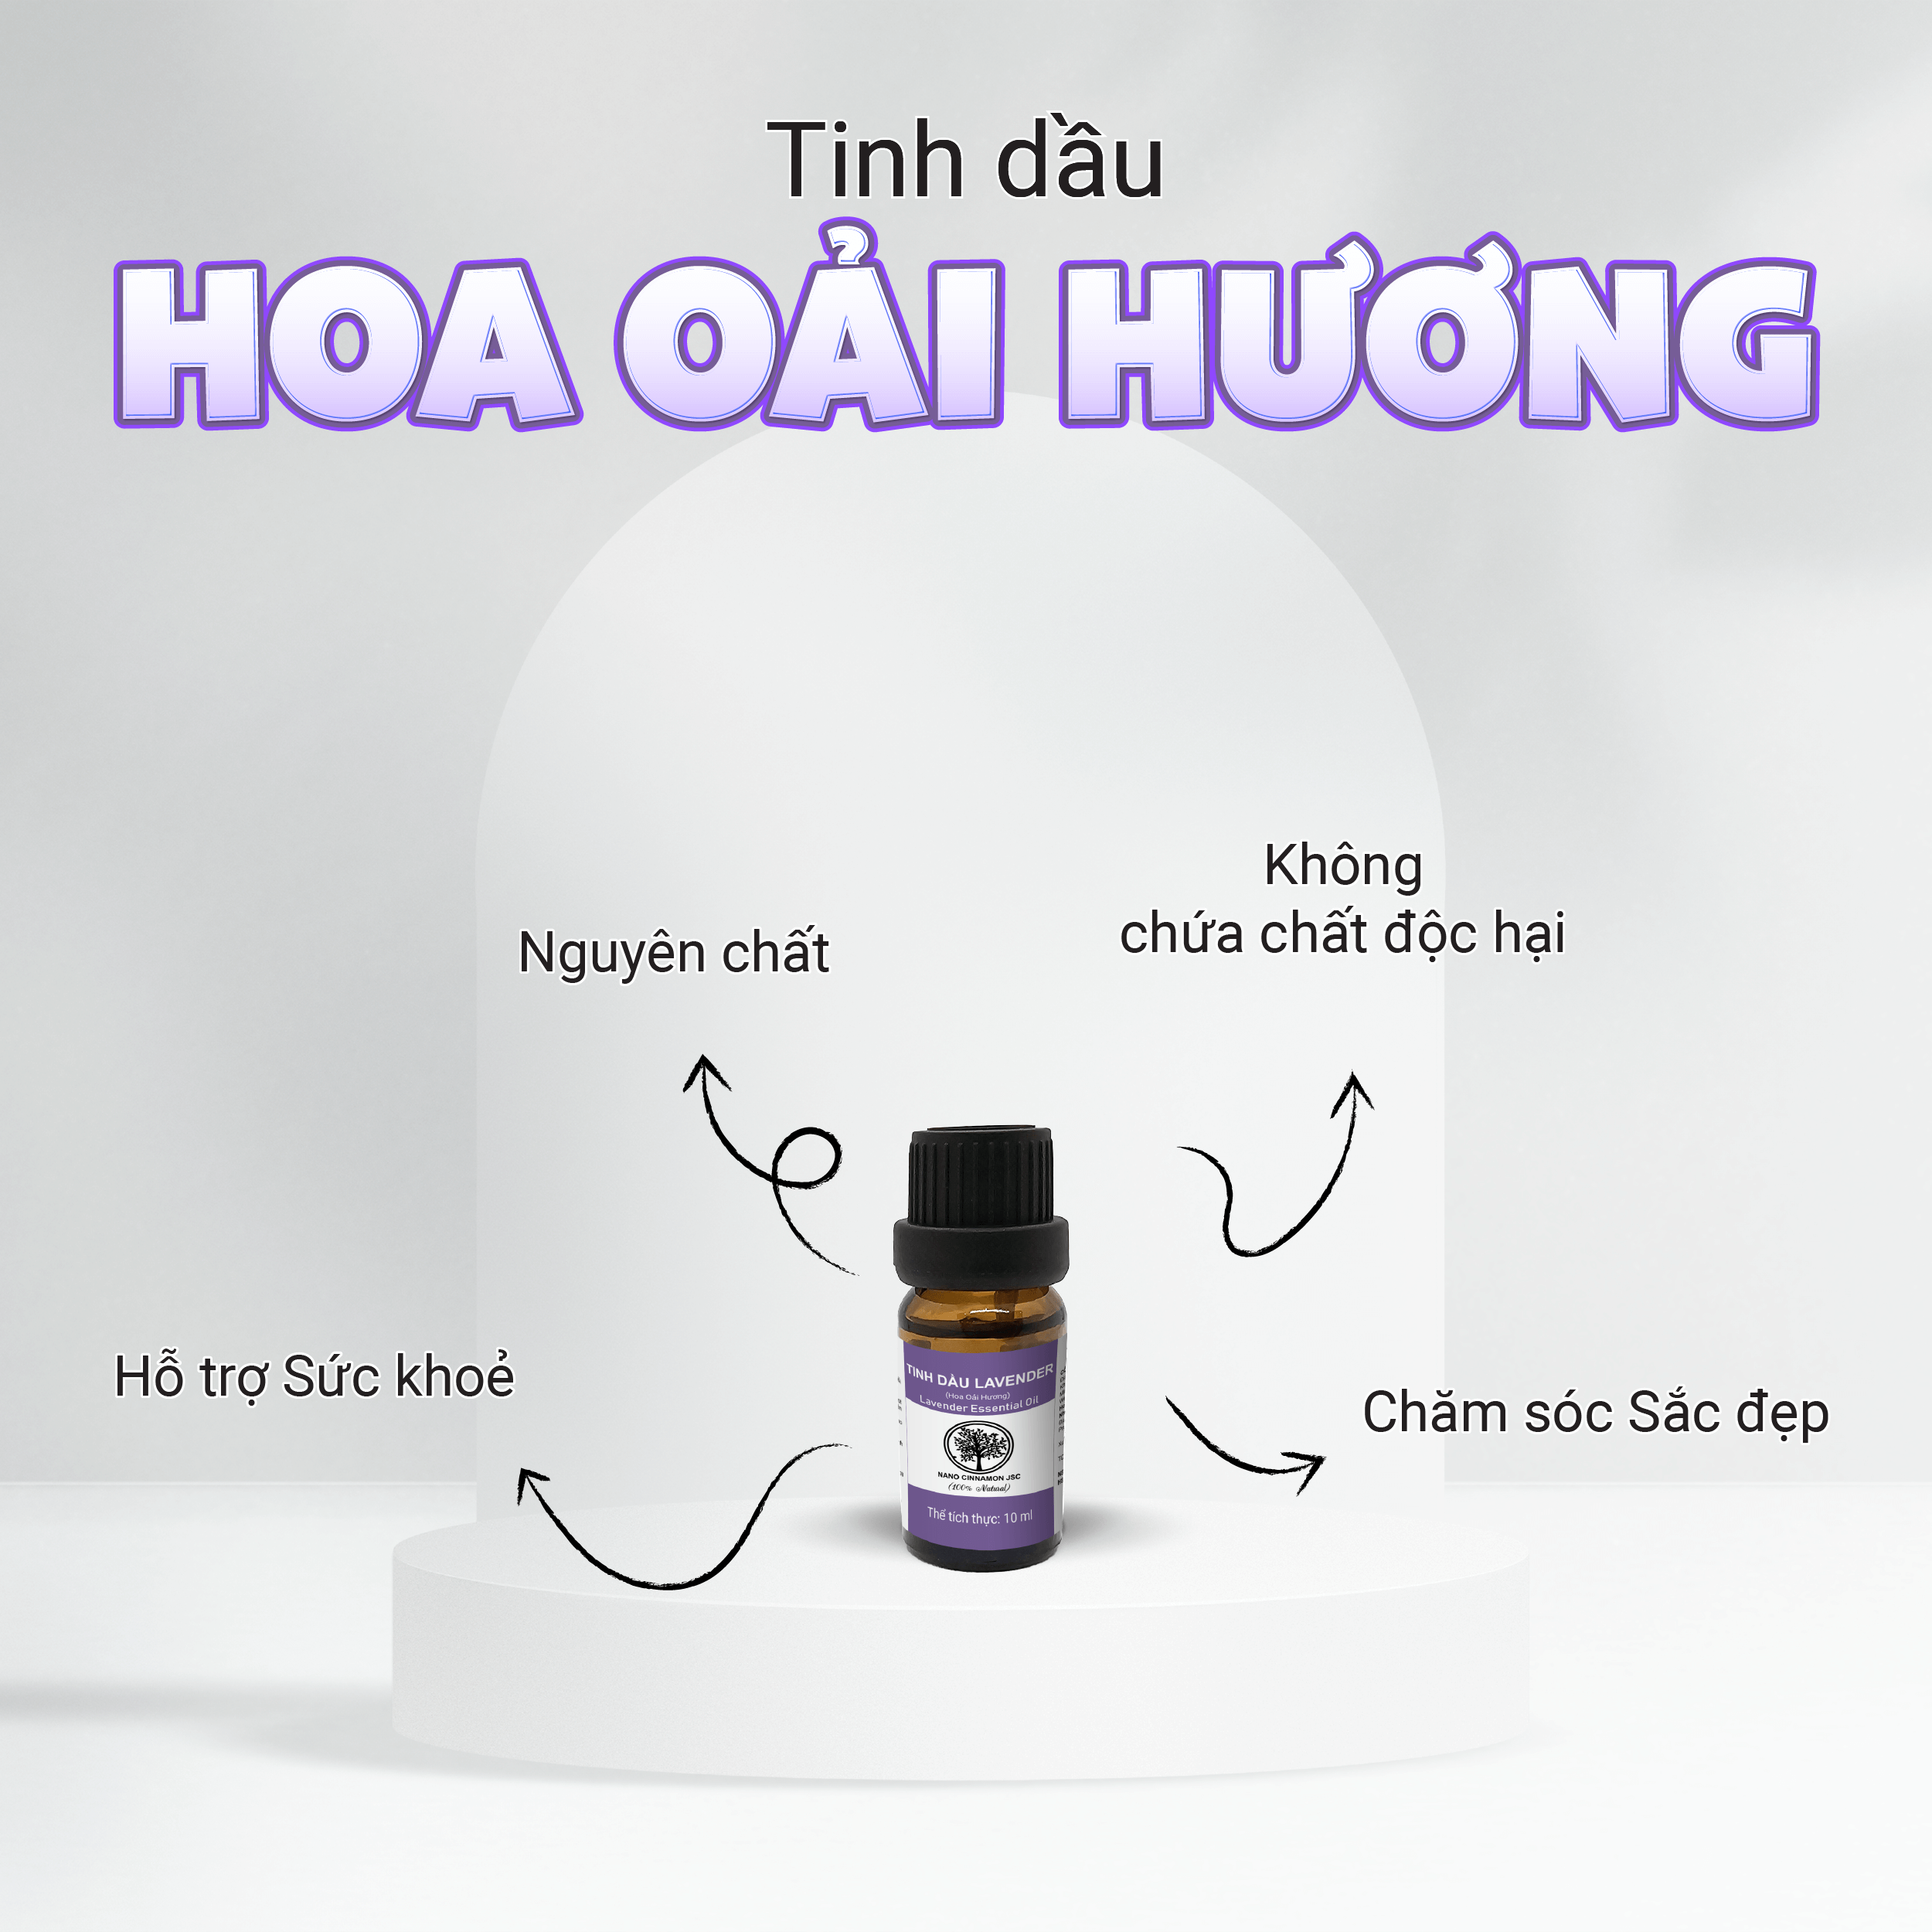 Tinh dầu
HOA OẢI HƯƠNG
Không
chứa chất độc hại
Nguyên chất
Hỗ trợ Sức khoẻ
Chăm sóc Sắc đẹp
TINH DẦU LAVENDER
(Hoa Oải Hương)
Lavender Essential Oil
NANO CINNAMON JSC
(100% Natural)
Thể tích thực: 10 ml